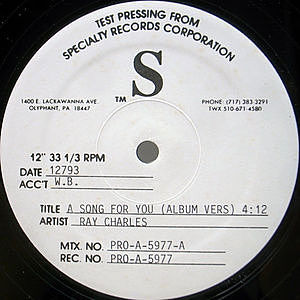 TEST PRESSING FROM
SPECIALTY RECORDS CORPORATION
S
TM
1400 E. LACKAWANNA AVE.
OLYPHANT, PA 18447
PHONE: (717) 383-3291
TWX 510-671-4580
12" 33 1/3 RPM
DATE 12793
ACC'T W.B.
TITLE A SONG FOR YOU (ALBUM VERS) 4:12
ARTIST RAY CHARLES
MTX. NO. PRO-A-5977-A
REC. NO. PRO-A-5977